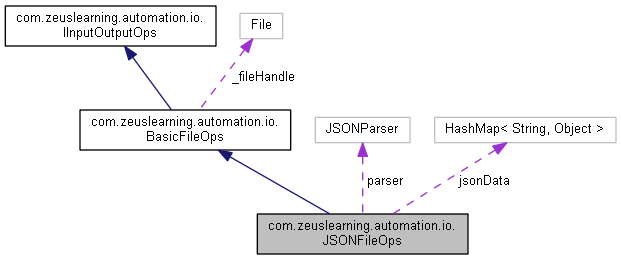 com.zeuslearning.automation.io.
IInputOutputOps
File
_fileHandle
com.zeuslearning.automation.io.
BasicFileOps
JSONParser
HashMap< String, Object >
parser
jsonData
com.zeuslearning.automation.io.
JSONFileOps